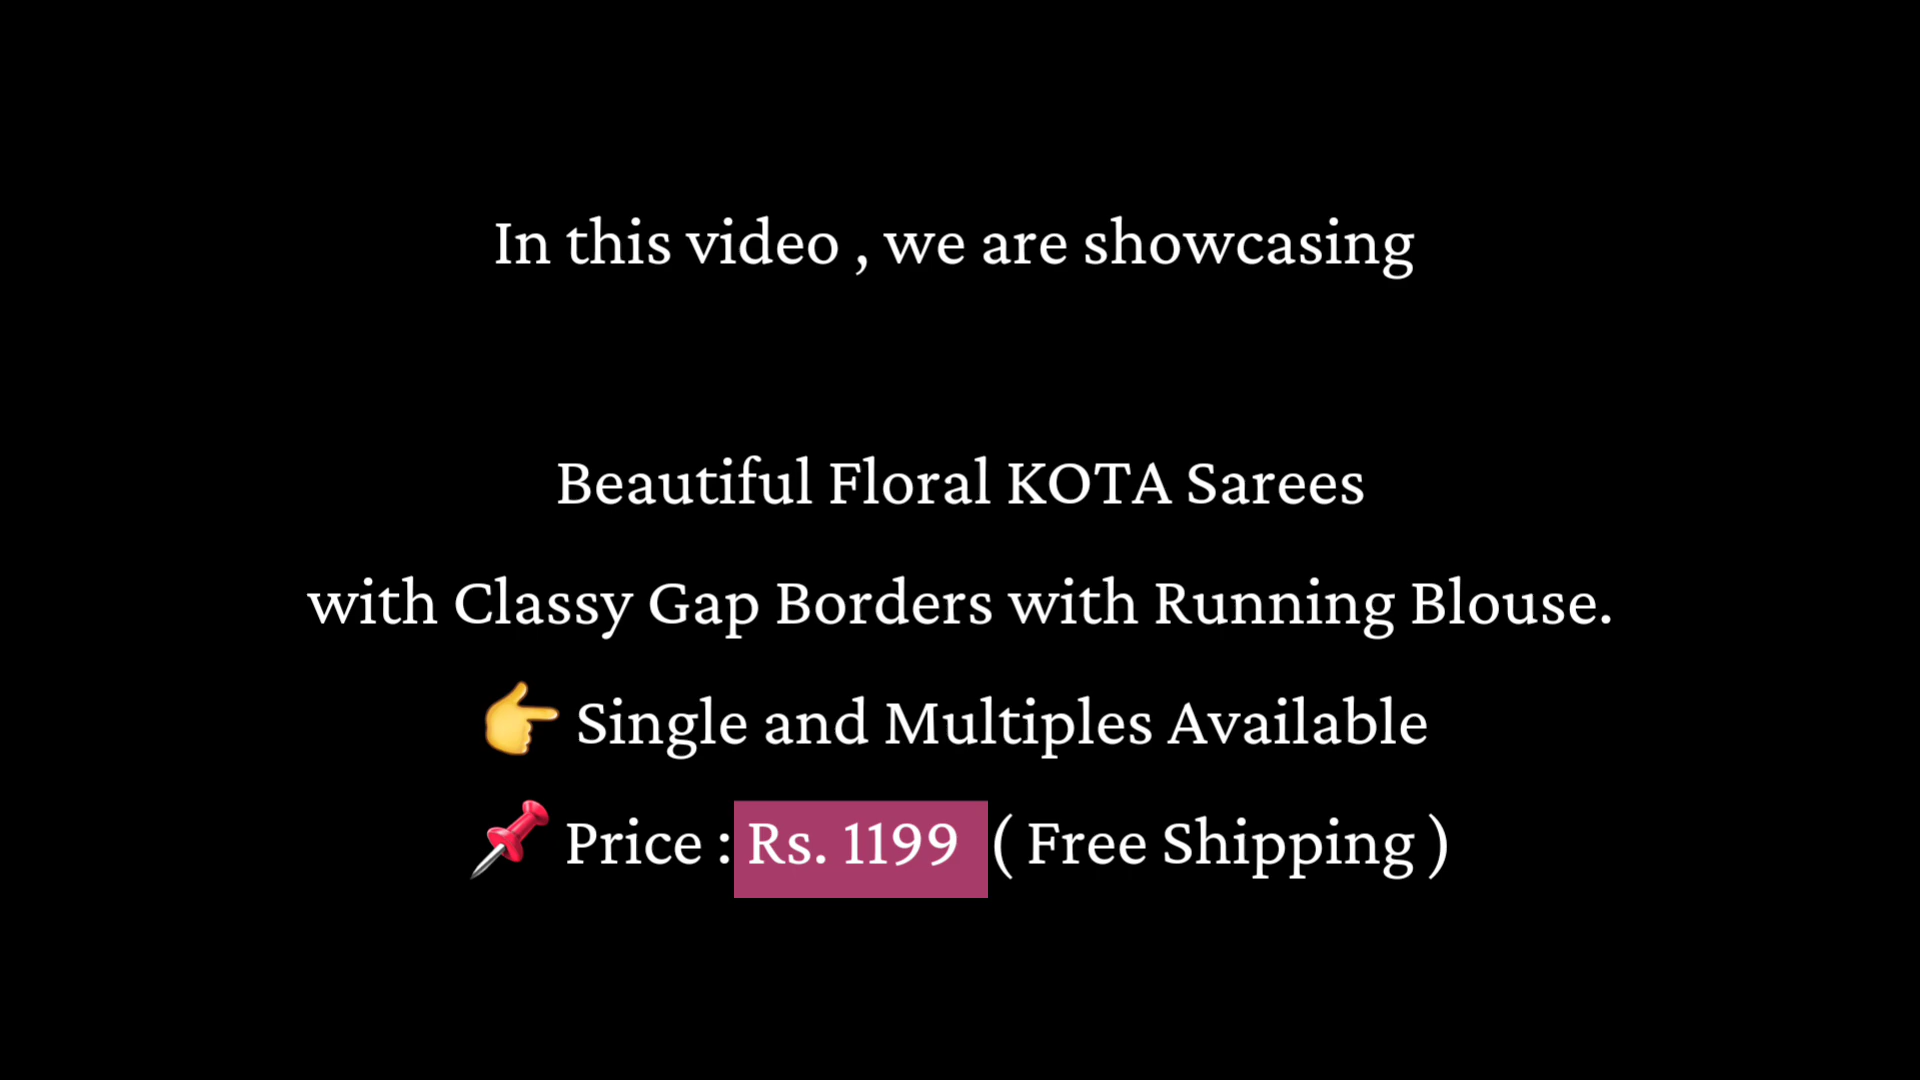 In this video , we are showcasing
Beautiful Floral KOTA Sarees
with Classy Gap Borders with Running Blouse.
👉 Single and Multiples Available
📌 Price : Rs. 1199 ( Free Shipping )